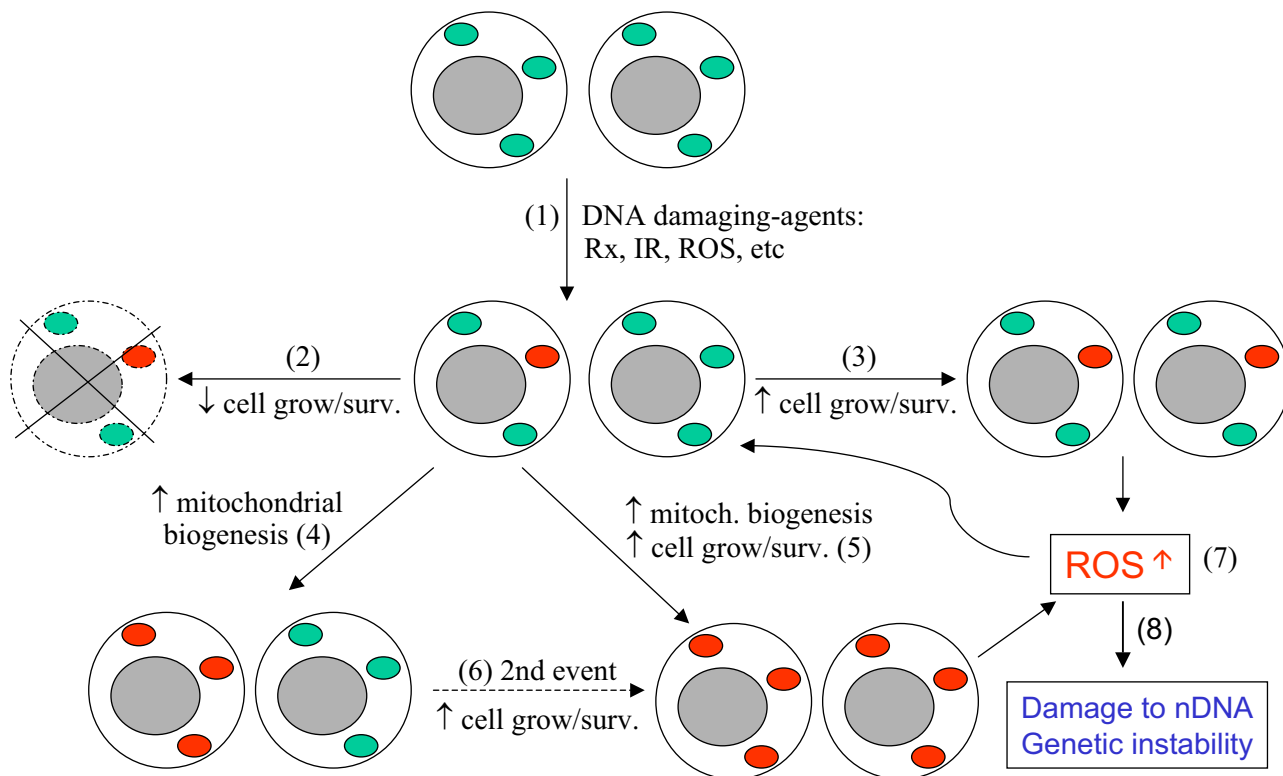 (1) DNA damaging-agents:
Rx, IR, ROS, etc
(2)
↓ cell grow/surv.
(3)
↑ cell grow/surv.
↑ mitochondrial
biogenesis (4)
↑ mitoch. biogenesis
↑ cell grow/surv. (5)
ROS ↑ (7)
(8)
(6) 2nd event
↑ cell grow/surv.
Damage to nDNA
Genetic instability